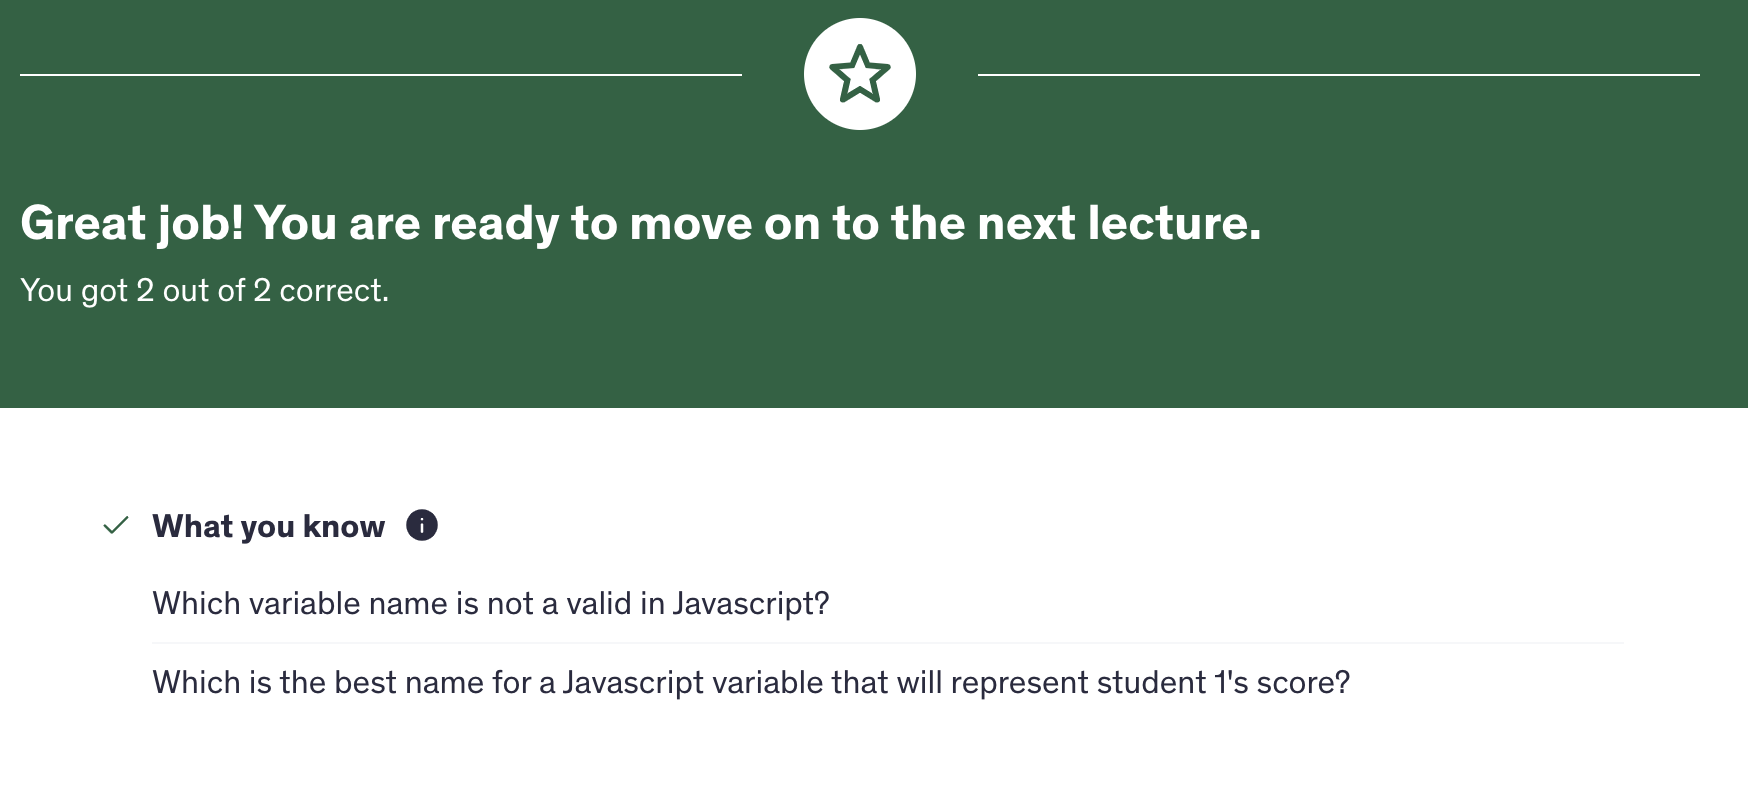 Great job! You are ready to move on to the next lecture.
You got 2 out of 2 correct.
What you know
Which variable name is not a valid in Javascript?
Which is the best name for a Javascript variable that will represent student 1's score?